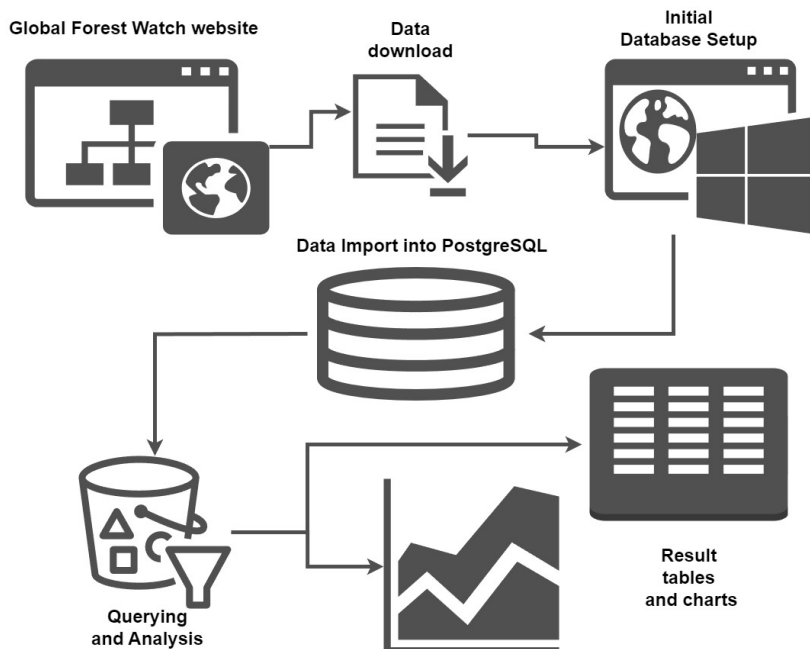 Global Forest Watch website
Data
download
Initial
Database Setup
Data Import into PostgreSQL
Querying
and Analysis
Result
tables
and charts